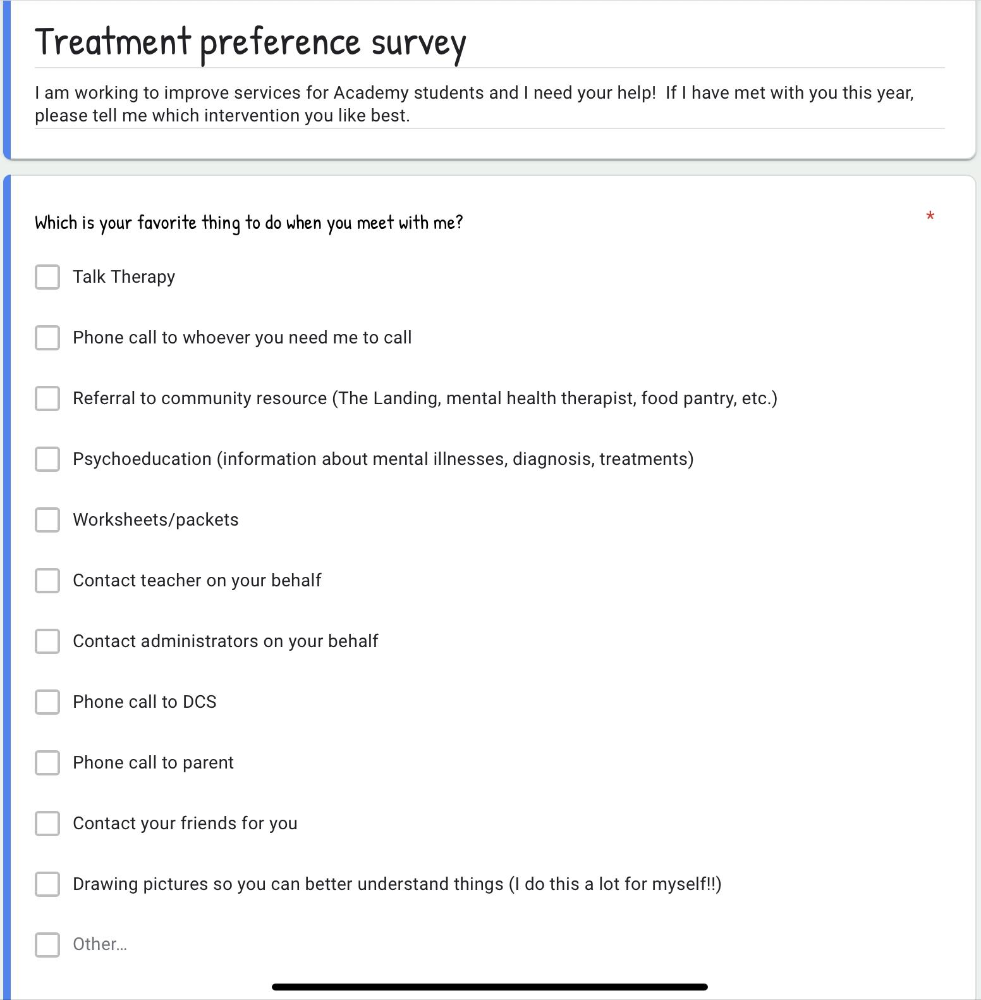 Treatment preference survey
I am working to improve services for Academy students and I need your help!  If I have met with you this year,
please tell me which intervention you like best.
Which is your favorite thing to do when you meet with me?
*
Talk Therapy
Phone call to whoever you need me to call
Referral to community resource (The Landing, mental health therapist, food pantry, etc.)
Psychoeducation (information about mental illnesses, diagnosis, treatments)
Worksheets/packets
Contact teacher on your behalf
Contact administrators on your behalf
Phone call to DCS
Phone call to parent
Contact your friends for you
Drawing pictures so you can better understand things (I do this a lot for myself!!)
Other...